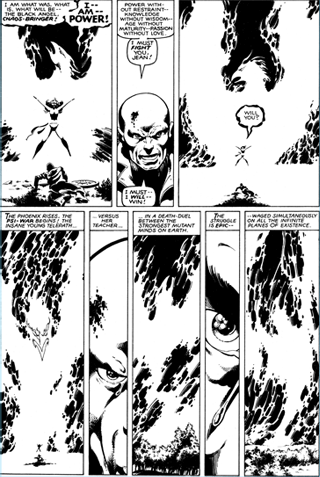 I AM WHAT WAS, WHAT
IS, WHAT WILL BE--
THE BLACK ANGEL,
CHAOS-BRINGER!
I--
--AM--
POWER!
POWER WITH-
OUT RESTRAINT--
KNOWLEDGE
WITHOUT WISDOM--
AGE WITHOUT
MATURITY--PASSION
WITHOUT LOVE.
I MUST
FIGHT
YOU,
JEAN!
I MUST--
I WILL--
WIN!
WILL
YOU?
THE PHOENIX RISES, THE
PSI-WAR BEGINS! THE
INSANE YOUNG TELEPATH...
...VERSUS
HER
TEACHER...
...IN A DEATH-DUEL
BETWEEN THE
STRONGEST MUTANT
MINDS ON EARTH.
THE
STRUGGLE
IS EPIC--
--WAGED SIMULTANEOUSLY
ON ALL THE INFINITE
PLANES OF EXISTENCE.